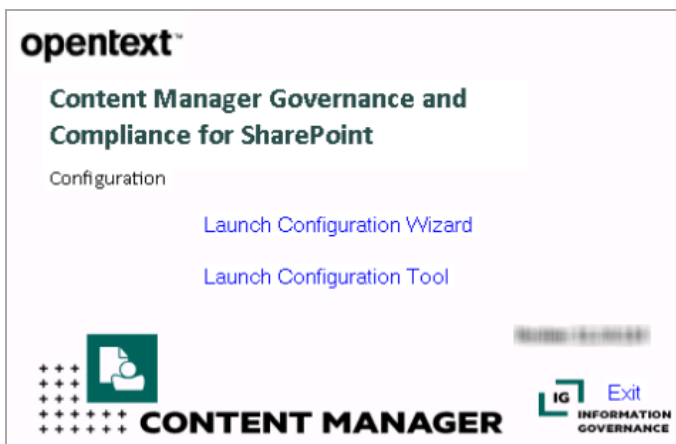 opentext™
Content Manager Governance and
Compliance for SharePoint
Configuration
Launch Configuration Wizard
Launch Configuration Tool
IG
Exit
INFORMATION
GOVERNANCE
CONTENT MANAGER